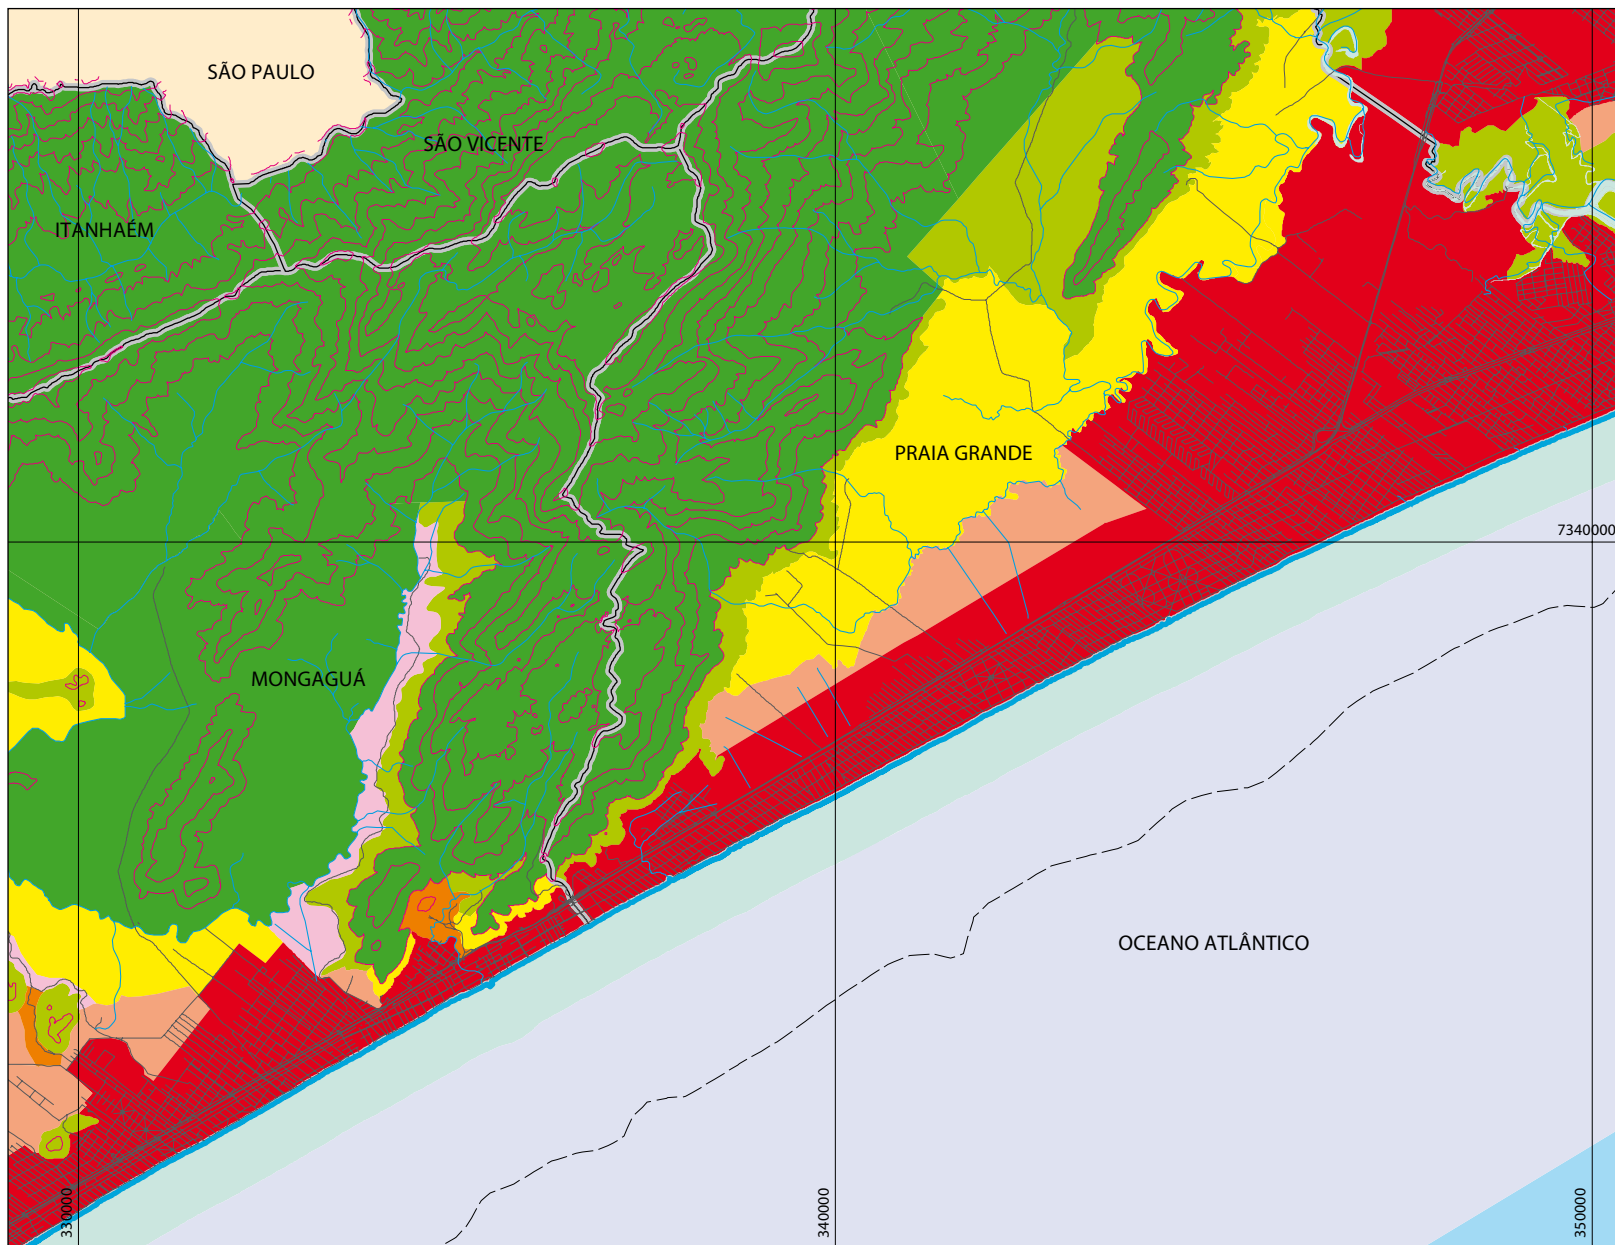 SÃO PAULO
SÃO VICENTE
ITANHAÉM
PRAIA GRANDE
7340000
MONGAGUÁ
OCEANO ATLÂNTICO
330000
340000
350000